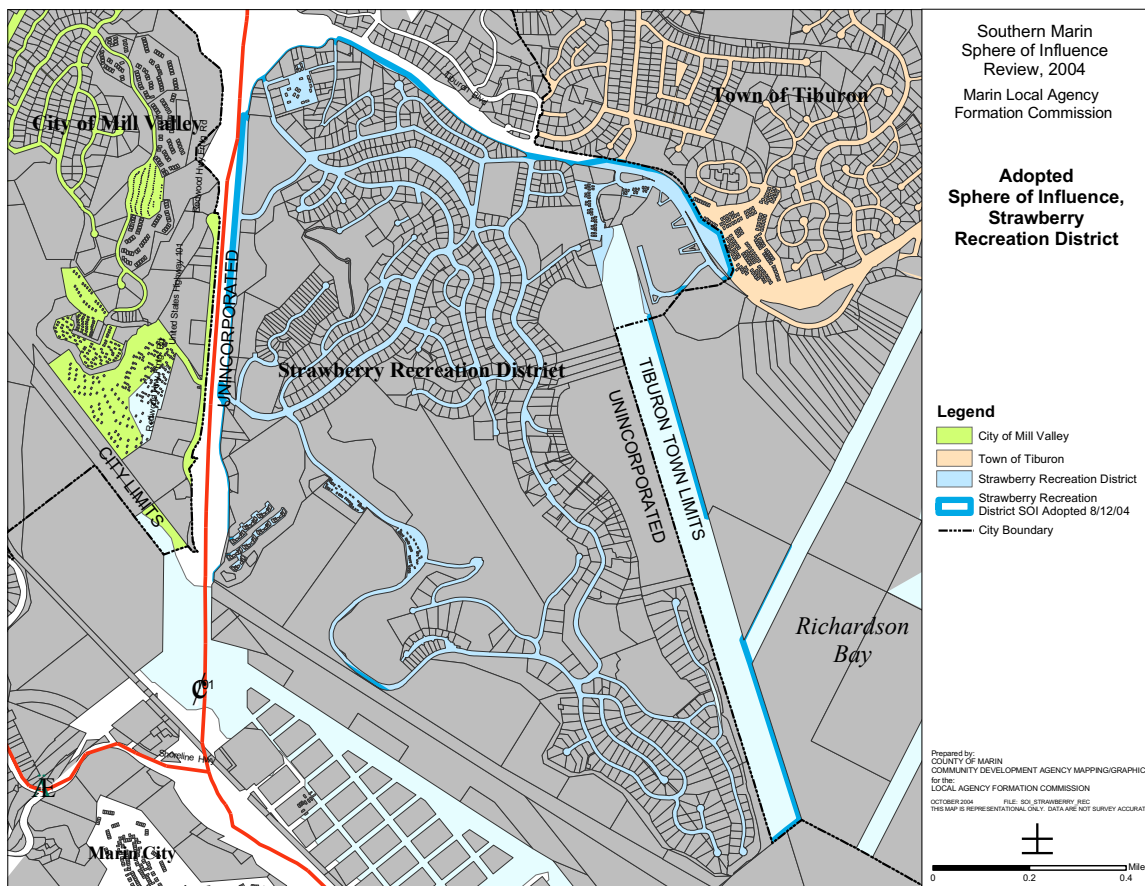 Southern Marin
Sphere of Influence
Review, 2004
Marin Local Agency
Formation Commission
Adopted
Sphere of Influence,
Strawberry
Recreation District
Legend
City of Mill Valley
Town of Tiburon
Strawberry Recreation District
Strawberry Recreation
District SOI Adopted 8/12/04
City Boundary
Prepared by:
COUNTY OF MARIN
COMMUNITY DEVELOPMENT AGENCY MAPPING/GRAPHIC
for the:
LOCAL AGENCY FORMATION COMMISSION
OCTOBER 2004 FILE: SOI_STRAWBERRY_REC
THIS MAP IS REPRESENTATIONAL ONLY. DATA ARE NOT SURVEY ACCURAT
0 0.2 0.4
Mile
City of Mill Valley
Town of Tiburon
Tiburon Blvd
United States Highway 101
UNINCORPORATED
Strawberry Recreation District
TIBURON TOWN LIMITS
UNINCORPORATED
CITY LIMITS
Richardson
Bay
101
Shoreline Hwy
Æ
Marin City